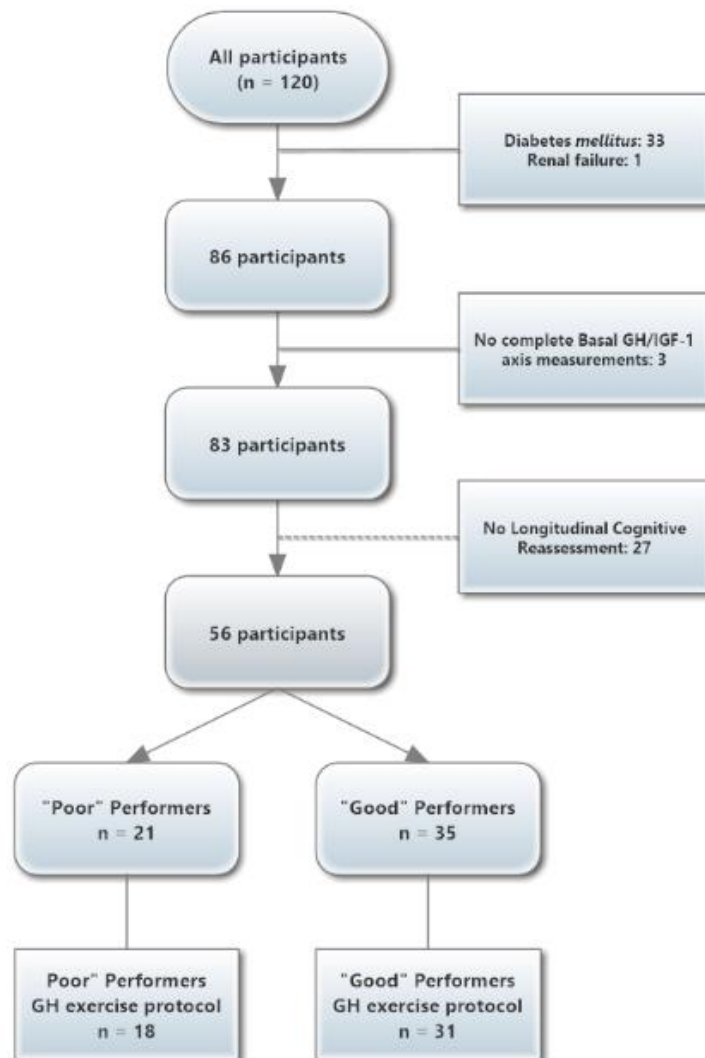 All participants
(n = 120)
Diabetes mellitus: 33
Renal failure: 1
86 participants
No complete Basal GH/IGF-1
axis measurements: 3
83 participants
No Longitudinal Cognitive
Reassessment: 27
56 participants
"Poor" Performers
n = 21
"Good" Performers
n = 35
Poor" Performers
GH exercise protocol
n = 18
"Good" Performers
GH exercise protocol
n = 31